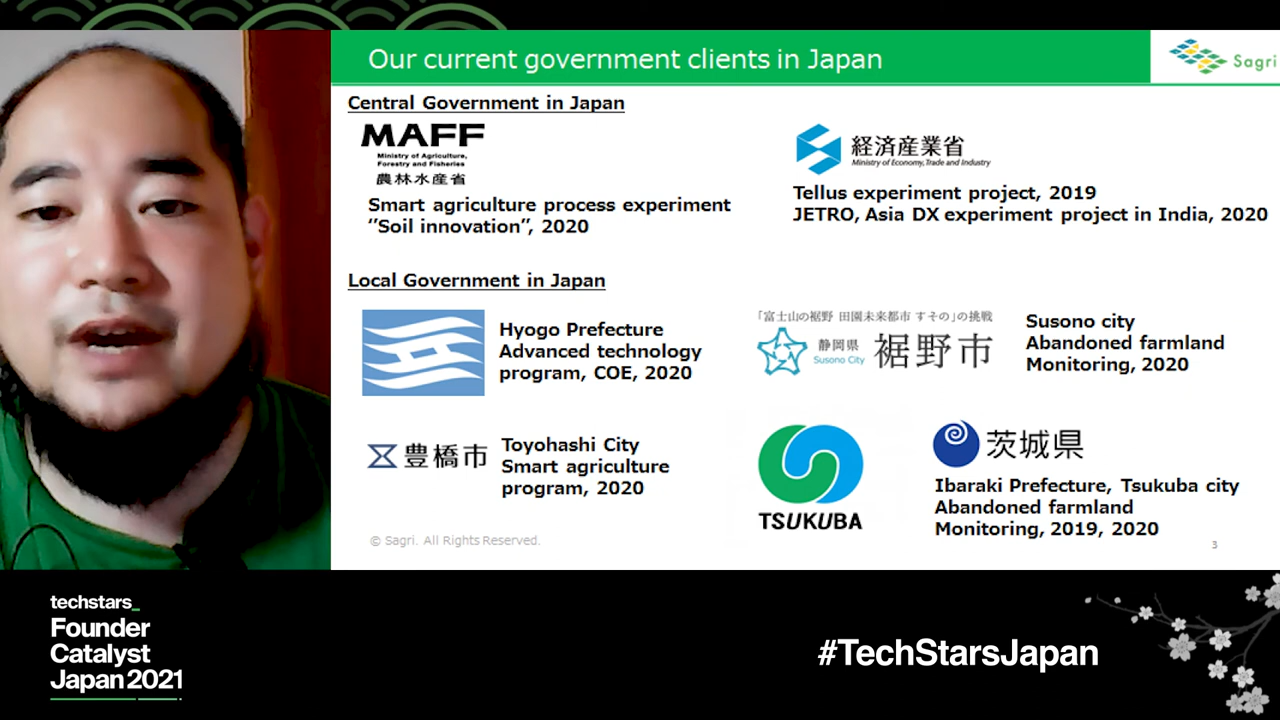 Our current government clients in Japan
Sagri
Central Government in Japan
MAFF
Ministry of Agriculture,
Forestry and Fisheries
農林水産省
Smart agriculture process experiment
”Soil innovation”, 2020
経済産業省
Ministry of Economy, Trade and Industry
Tellus experiment project, 2019
JETRO, Asia DX experiment project in India, 2020
Local Government in Japan
Hyogo Prefecture
Advanced technology
program, COE, 2020
「富士山の裾野 田園未来都市 すその」の挑戦
静岡県
Susono City
裾野市
Susono city
Abandoned farmland
Monitoring, 2020
豊橋市
Toyohashi City
Smart agriculture
program, 2020
TSUKUBA
茨城県
Ibaraki Prefecture, Tsukuba city
Abandoned farmland
Monitoring, 2019, 2020
© Sagri. All Rights Reserved.
3
techstars_
Founder
Catalyst
Japan 2021
#TechStarsJapan